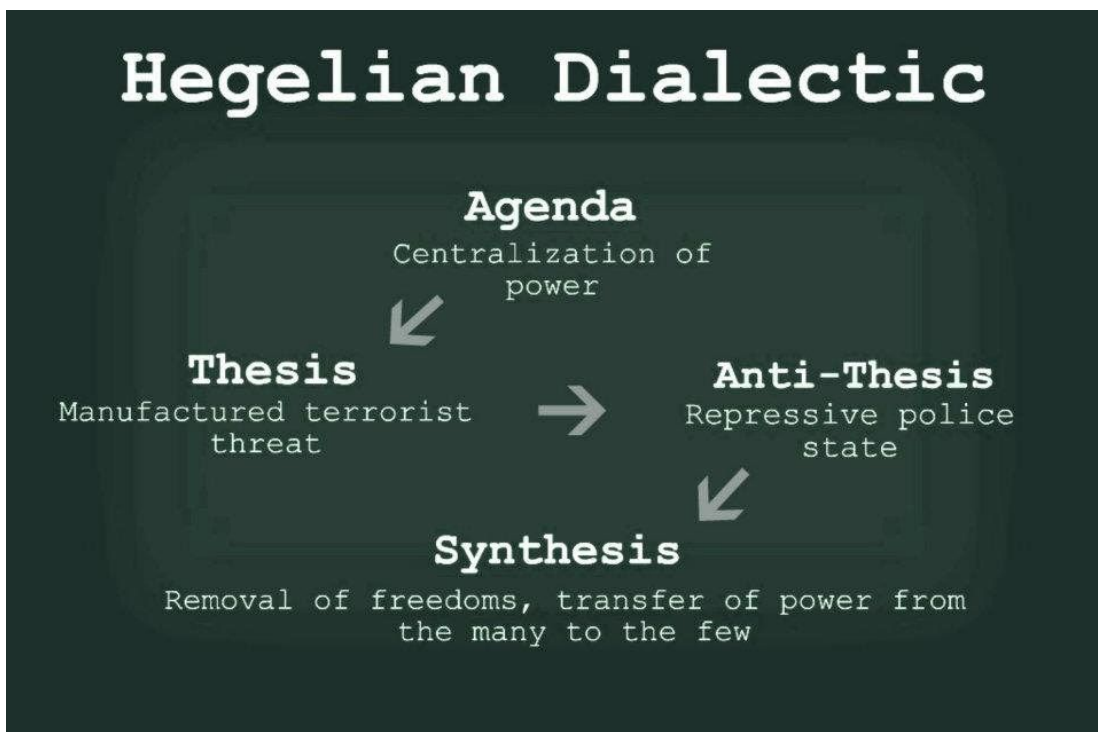 Hegelian Dialectic
Agenda
Centralization of
power
Thesis
Manufactured terrorist
threat
Anti-Thesis
Repressive police
state
Synthesis
Removal of freedoms, transfer of power from
the many to the few